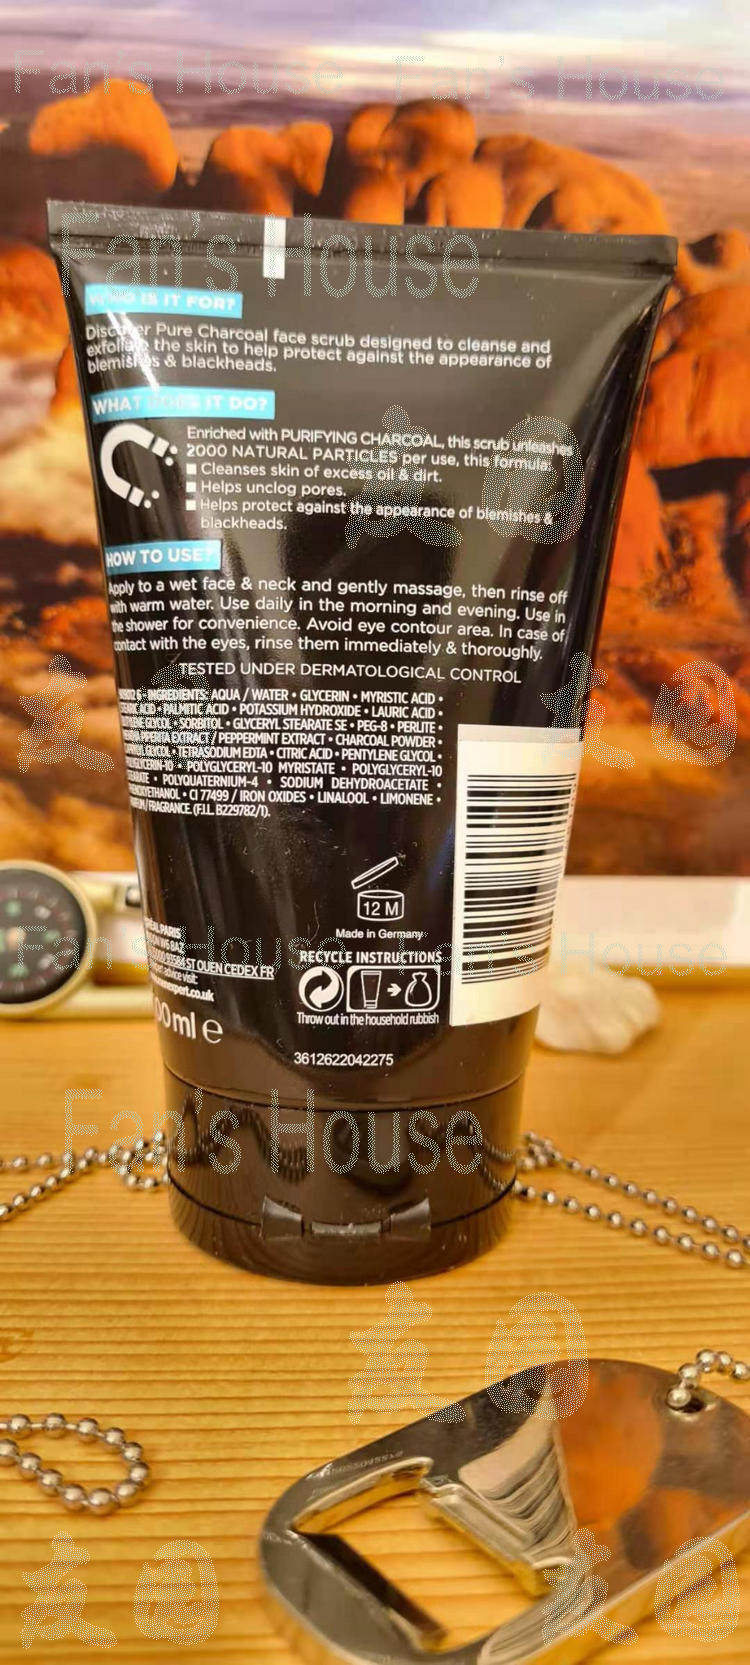 Fan's House Fan's House
Fan's House
WHO IS IT FOR?
Discover Pure Charcoal face scrub designed to cleanse and
exfoliate the skin to help protect against the appearance of
blemishes & blackheads.
WHAT DOES IT DO?
Enriched with PURIFYING CHARCOAL, this scrub unleashes
2000 NATURAL PARTICLES per use, this formula:
Cleanses skin of excess oil & dirt.
Helps unclog pores.
Helps protect against the appearance of blemishes &
blackheads.
HOW TO USE?
Apply to a wet face & neck and gently massage, then rinse off
with warm water. Use daily in the morning and evening. Use in
the shower for convenience. Avoid eye contour area. In case of
contact with the eyes, rinse them immediately & thoroughly.
TESTED UNDER DERMATOLOGICAL CONTROL
INGREDIENTS: AQUA / WATER • GLYCERIN • MYRISTIC ACID •
ACID • PALMITIC ACID • POTASSIUM HYDROXIDE • LAURIC ACID •
GLYCOL • SORBITOL • GLYCERYL STEARATE SE • PEG-8 • PERLITE
EXTRACT / PEPPERMINT EXTRACT • CHARCOAL POWDER •
GLYCOL • TETRASODIUM EDTA • CITRIC ACID • PENTYLENE GLYCOL
• POLYGLYCERYL-10 MYRISTATE • POLYGLYCERYL-10
• POLYQUATERNIUM-4 • SODIUM DEHYDROACETATE •
• CI 77499 / IRON OXIDES • LINALOOL • LIMONENE •
/ FRAGRANCE. (F.I.L. B229782/1).
12 M
Made in Germany
PARIS
ST OUEN CEDEX FR
RECYCLE INSTRUCTIONS
Throw out in the household rubbish
ml e
3612622042275
Fan's House Fan's House
Fan's House